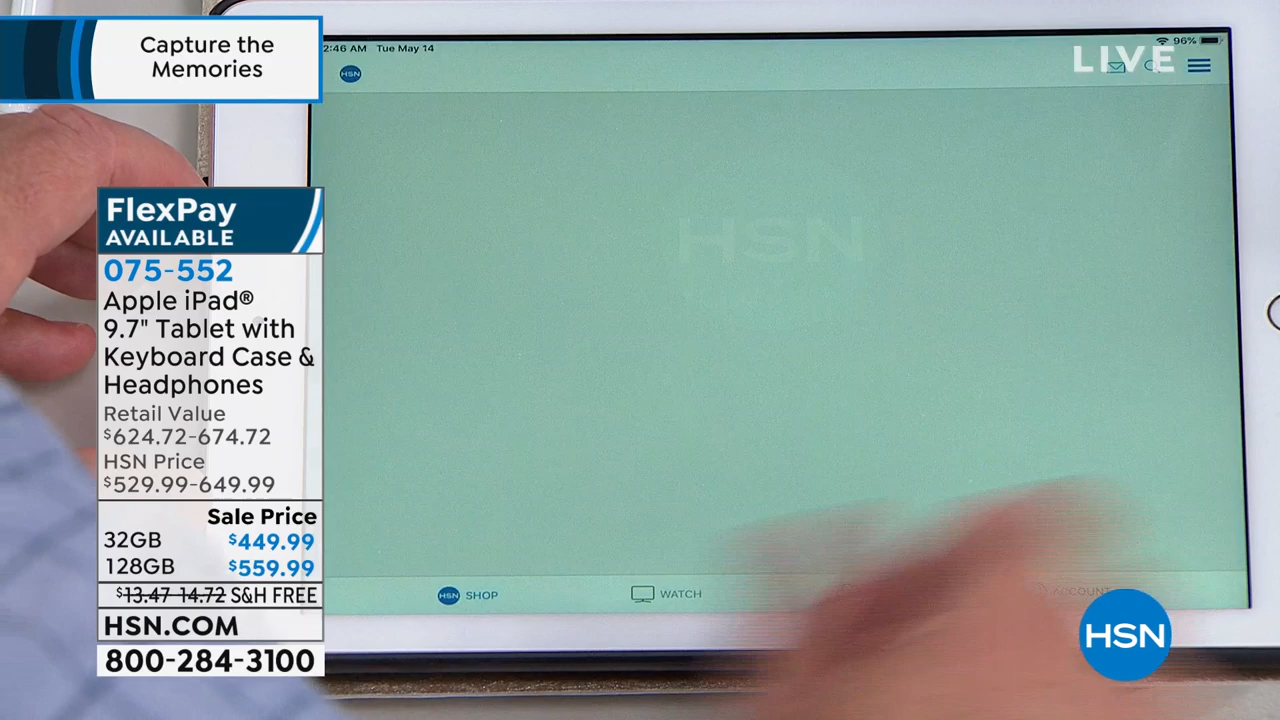 Capture the
Memories
2:46 AM Tue May 14
96%
LIVE
HSN
HSN
FlexPay
AVAILABLE
075-552
Apple iPad®
9.7" Tablet with
Keyboard Case &
Headphones
Retail Value
$624.72-674.72
HSN Price
$529.99-649.99
Sale Price
32GB $449.99
128GB $559.99
$13.47-14.72 S&H FREE
HSN.COM
800-284-3100
HSN SHOP
WATCH
ACCOUNT
HSN